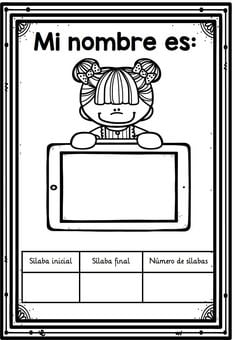 Mi nombre es:
Sílaba inicial Sílaba final Número de sílabas